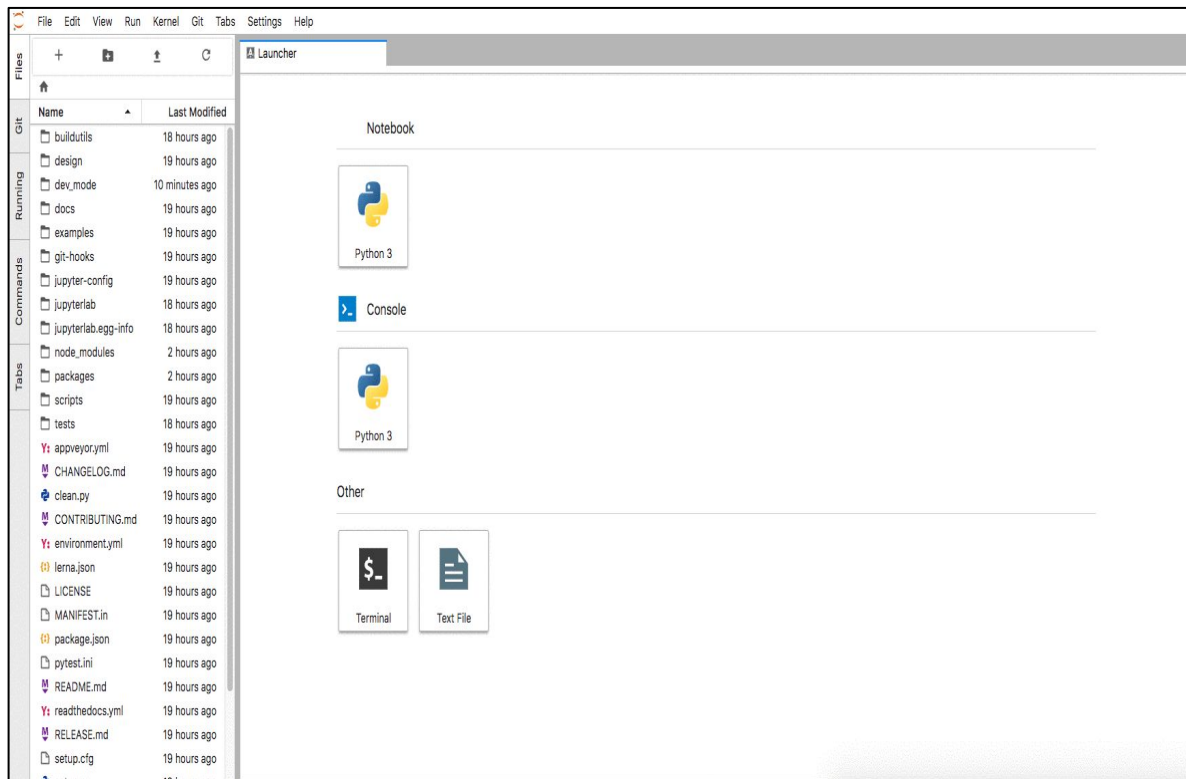 File Edit View Run Kernel Git Tabs Settings Help
Files
Git
Running
Commands
Tabs
Launcher
Name Last Modified
buildutils 18 hours ago
design 19 hours ago
dev_mode 10 minutes ago
docs 19 hours ago
examples 19 hours ago
git-hooks 19 hours ago
jupyter-config 19 hours ago
jupyterlab 18 hours ago
jupyterlab.egg-info 18 hours ago
node_modules 2 hours ago
packages 2 hours ago
scripts 19 hours ago
tests 18 hours ago
Y: appveyor.yml 19 hours ago
M CHANGELOG.md 19 hours ago
clean.py 19 hours ago
M CONTRIBUTING.md 19 hours ago
Y: environment.yml 19 hours ago
{:} lerna.json 19 hours ago
LICENSE 19 hours ago
MANIFEST.in 19 hours ago
{:} package.json 19 hours ago
pytest.ini 19 hours ago
M README.md 19 hours ago
Y: readthedocs.yml 19 hours ago
M RELEASE.md 19 hours ago
setup.cfg 19 hours ago
Notebook
Python 3
>_ Console
Python 3
Other
$_
Terminal Text File